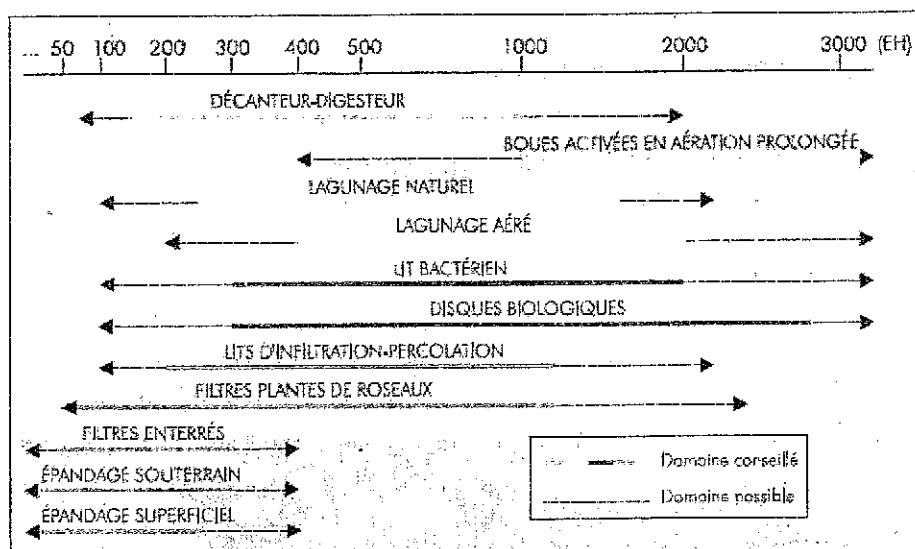 ... 50 100 200 300 400 500 1000 2000 3000 (EH)
DÉCANTEUR-DIGESTEUR
BOUES ACTIVÉES EN AÉRATION PROLONGÉE
LAGUNAGE NATUREL
LAGUNAGE AÉRÉ
LIT BACTÉRIEN
DISQUES BIOLOGIQUES
LITS D'INFILTRATION-PERCOLATION
FILTRES PLANTES DE ROSEAUX
FILTRES ENTERRÉS
ÉPANDAGE SOUTERRAIN
ÉPANDAGE SUPERFICIEL
Domaine conseillé
Domaine possible